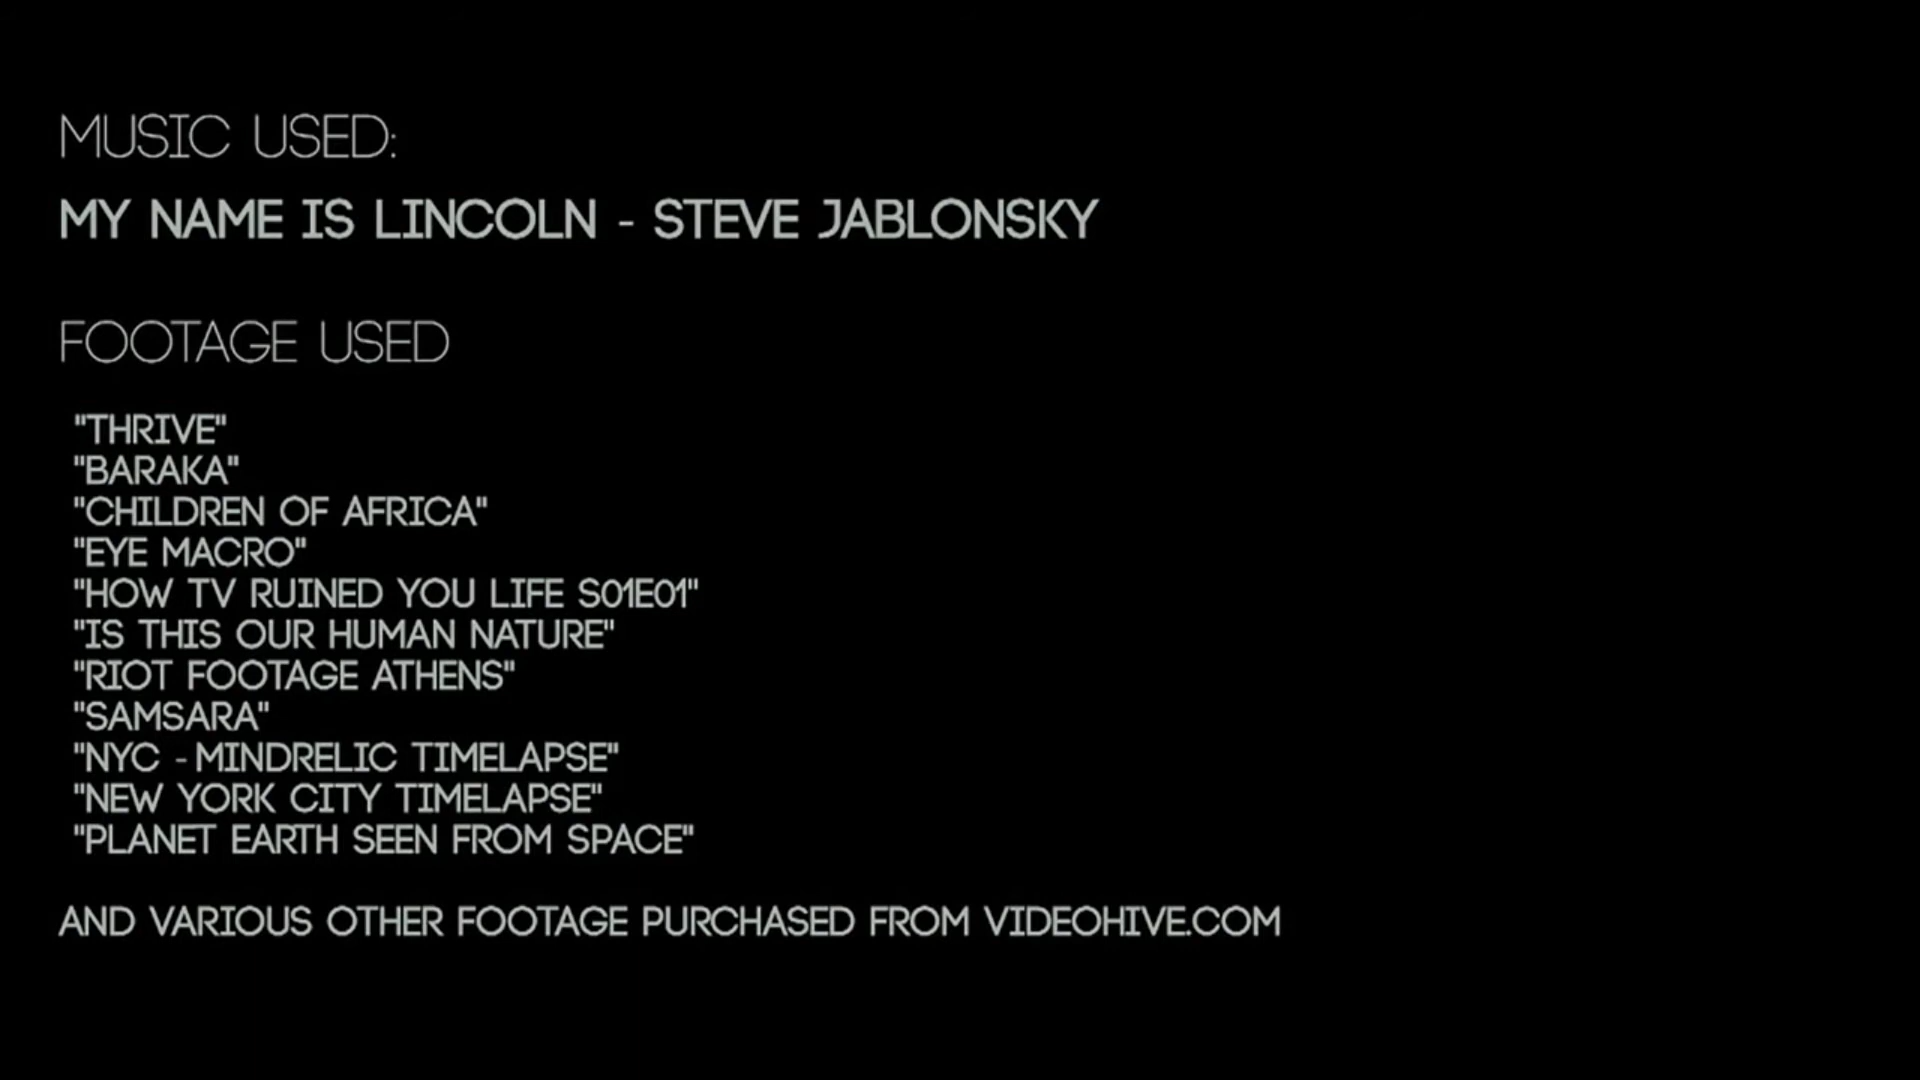 MUSIC USED:
MY NAME IS LINCOLN - STEVE JABLONSKY
FOOTAGE USED
"THRIVE"
"BARAKA"
"CHILDREN OF AFRICA"
"EYE MACRO"
"HOW TV RUINED YOU LIFE S01E01"
"IS THIS OUR HUMAN NATURE"
"RIOT FOOTAGE ATHENS"
"SAMSARA"
"NYC - MINDRELIC TIMELAPSE"
"NEW YORK CITY TIMELAPSE"
"PLANET EARTH SEEN FROM SPACE"
AND VARIOUS OTHER FOOTAGE PURCHASED FROM VIDEOHIVE.COM